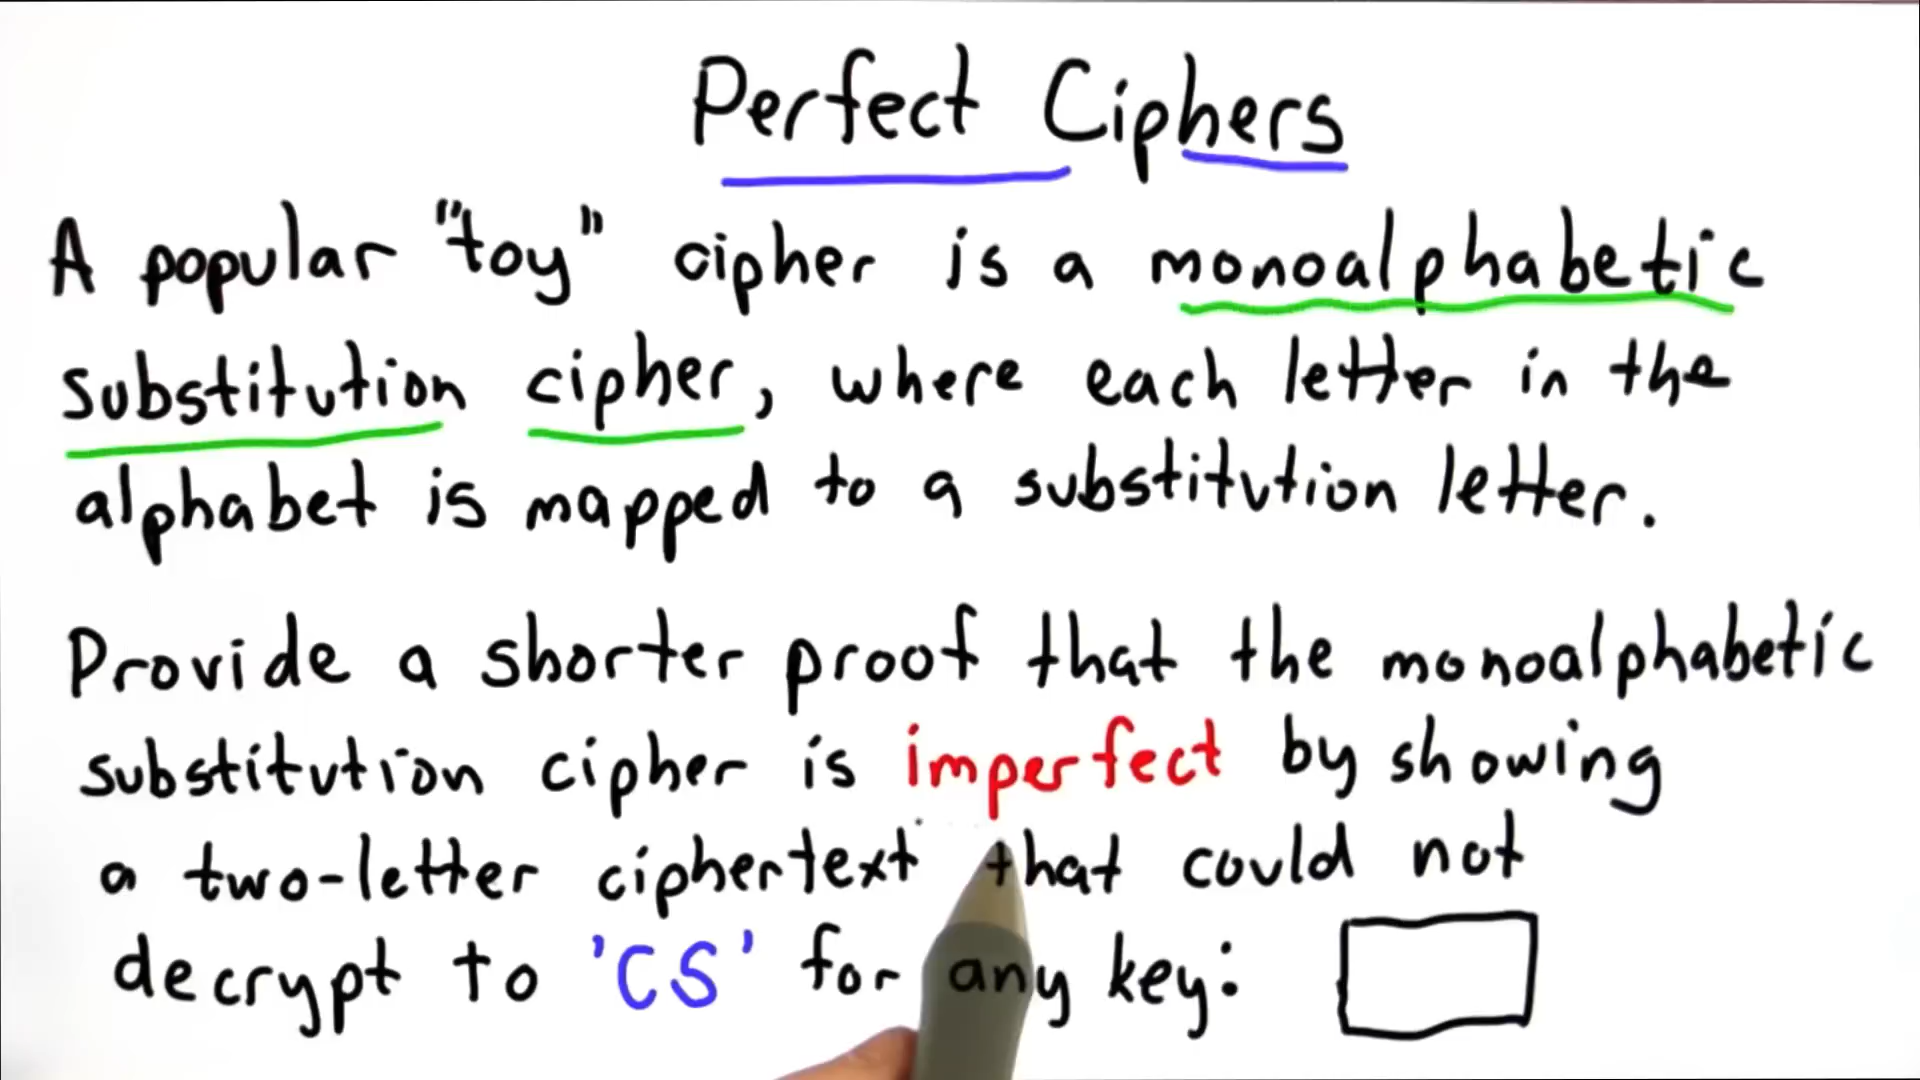 Perfect Ciphers
A popular "toy" cipher is a monoalphabetic
substitution cipher, where each letter in the
alphabet is mapped to a substitution letter.
Provide a shorter proof that the monoalphabetic
substitution cipher is imperfect by showing
a two-letter ciphertext that could not
decrypt to 'CS' for any key: